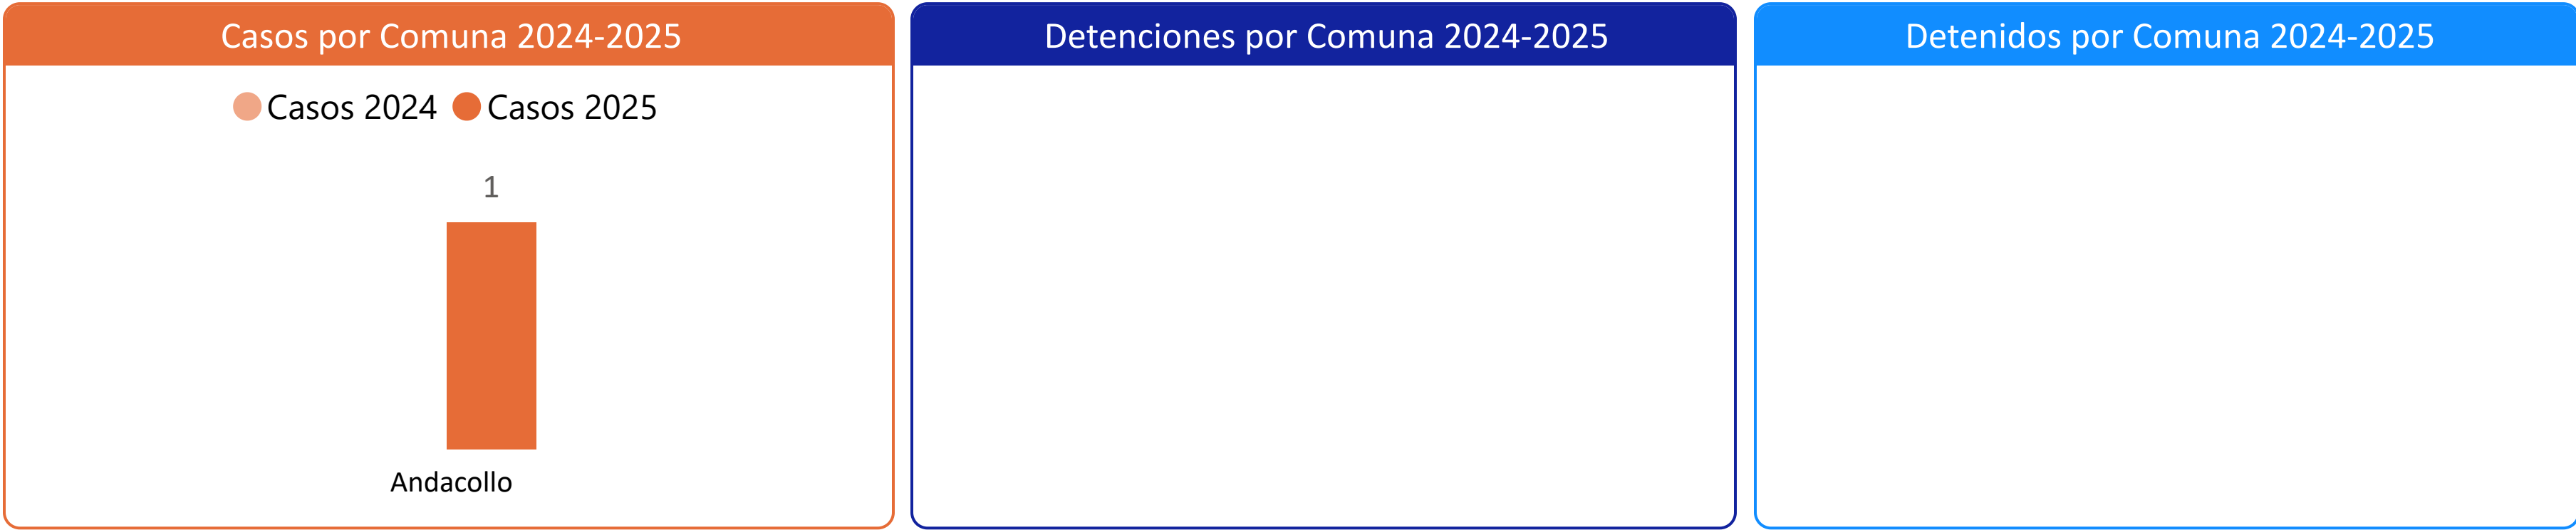 Casos por Comuna 2024-2025
Casos 2024 Casos 2025
1
Andacollo
Detenciones por Comuna 2024-2025
Detenidos por Comuna 2024-2025